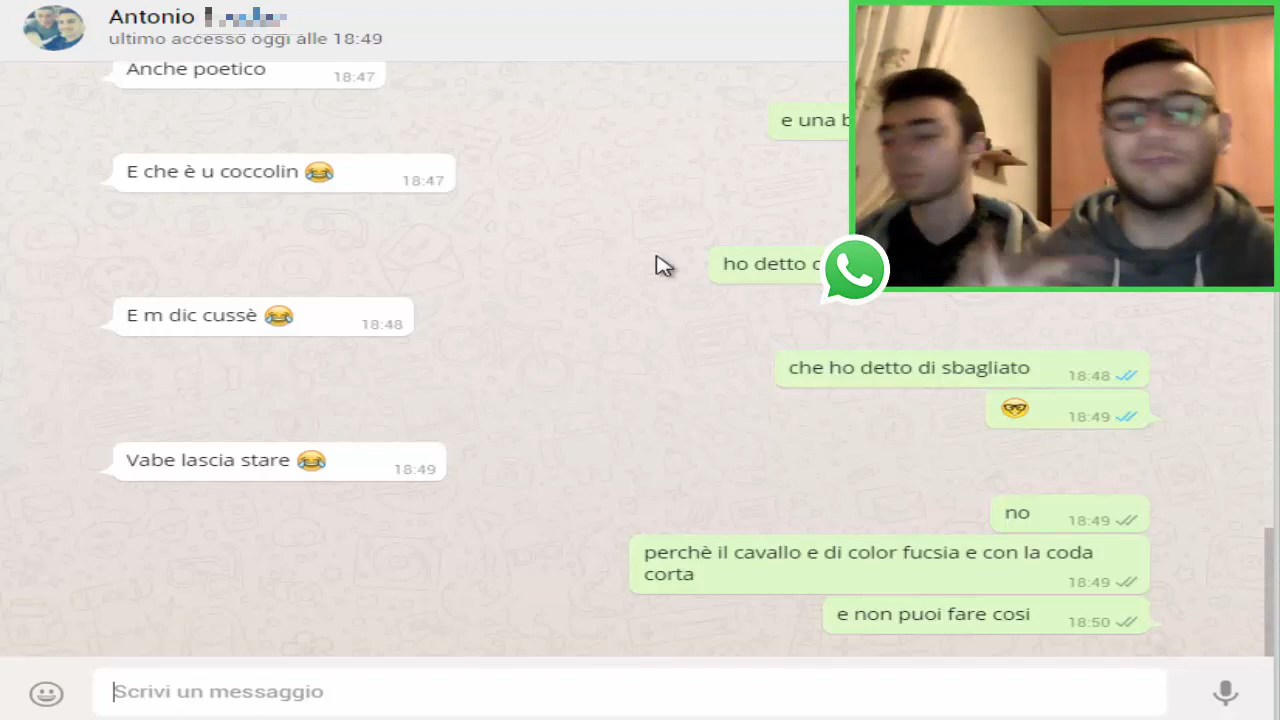 Antonio
ultimo accesso oggi alle 18:49
Anche poetico 18:47
e una
E che è u coccolin 😂 18:47
ho detto
E m dic cussè 😂 18:48
che ho detto di sbagliato 18:48
🤓 18:49
Vabe lascia stare 😂 18:49
no 18:49
perchè il cavallo e di color fucsia e con la coda
corta 18:49
e non puoi fare cosi 18:50
Scrivi un messaggio